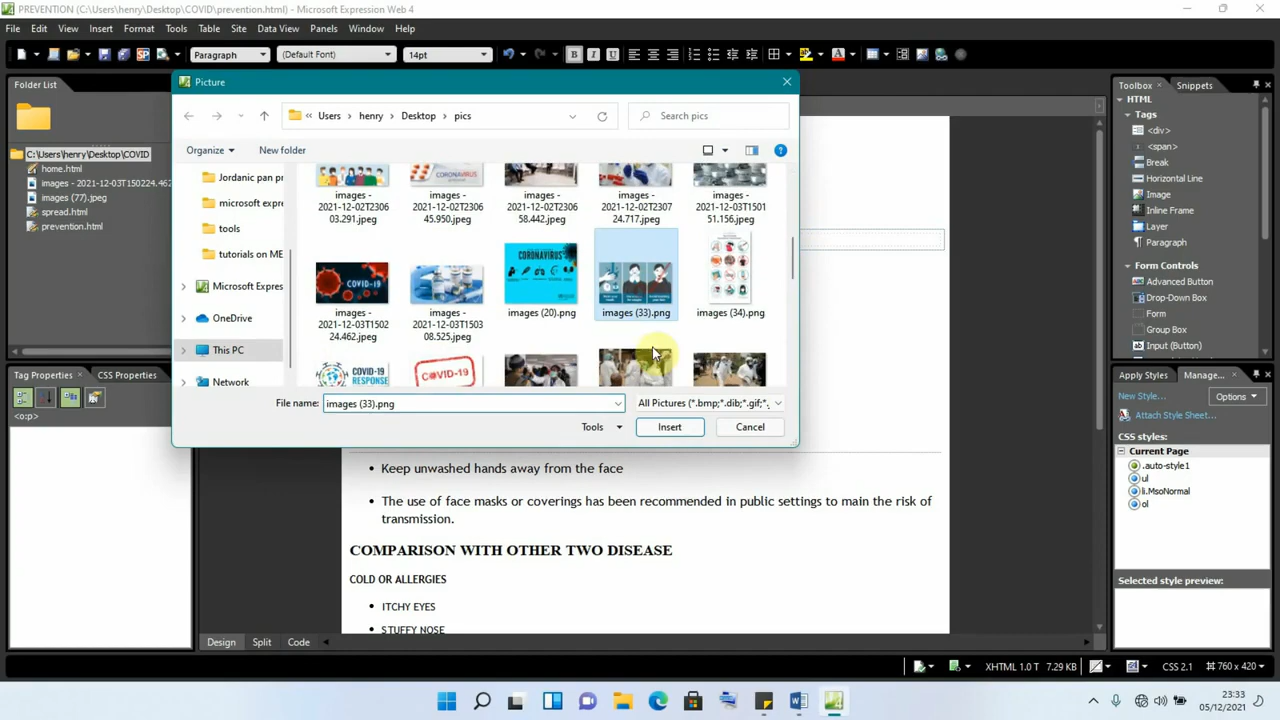 PREVENTION (C:\Users\henry\Desktop\COVID\prevention.html) - Microsoft Expression Web 4
File Edit View Insert Format Tools Table Site Data View Panels Window Help
Paragraph (Default Font) 14pt
Folder List
C:\Users\henry\Desktop\COVID
home.html
images - 2021-12-03T150224.462
images (77).jpeg
spread.html
prevention.html
Tag Properties CSS Properties
<op>
Picture
Users henry Desktop pics
Search pics
Organize New folder
Jordanic pan pr
microsoft expre
tools
tutorials on ME
Microsoft Expres
OneDrive
This PC
Network
CORONAVIRUS
images - 2021-12-02T2306 03.291.jpeg
images - 2021-12-02T2306 45.950.jpeg
images - 2021-12-02T2306 58.442.jpeg
images - 2021-12-02T2307 24.717.jpeg
images - 2021-12-03T1501 51.156.jpeg
COVID-19
CORONAVIRUS
images - 2021-12-03T1502 24.462.jpeg
images - 2021-12-03T1503 08.525.jpeg
images (20).png
images (33).png
images (34).png
COVID-19 RESPONSE
COVID-19
File name: images (33).png All Pictures (*.bmp;*.dib;*.gif;*.
Tools Insert Cancel
Keep unwashed hands away from the face
The use of face masks or coverings has been recommended in public settings to main the risk of
transmission.
COMPARISON WITH OTHER TWO DISEASE
COLD OR ALLERGIES
ITCHY EYES
STUFFY NOSE
Design Split Code
Toolbox Snippets
HTML
Tags
<div>
<span>
Break
Horizontal Line
Image
Inline Frame
Layer
Paragraph
Form Controls
Advanced Button
Drop-Down Box
Form
Group Box
Input (Button)
Apply Styles Manage...
New Style... Options
Attach Style Sheet...
CSS styles:
Current Page
.auto-style1
ul
li.MsoNormal
ol
Selected style preview:
XHTML 1.0 T 7.29 KB CSS 2.1 760 x 420
23:33
05/12/2021